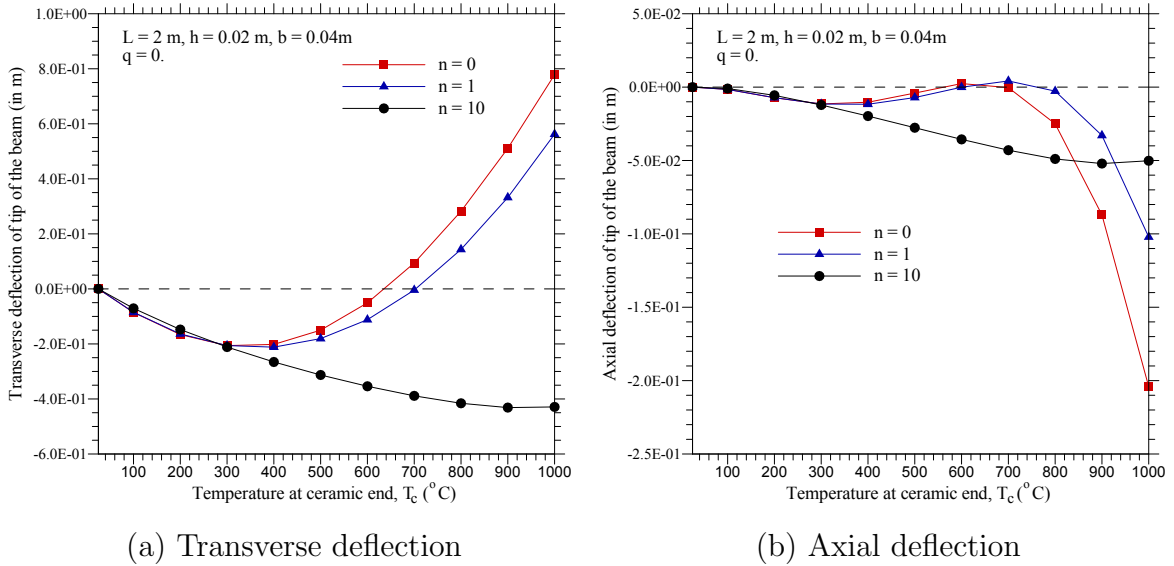 1.0E+00
8.0E-01
6.0E-01
4.0E-01
2.0E-01
0.0E+00
-2.0E-01
-4.0E-01
-6.0E-01
Transverse deflection of tip of the beam (in m)
L = 2 m, h = 0.02 m, b = 0.04m
q = 0.
n = 0
n = 1
n = 10
100 200 300 400 500 600 700 800 900 1000
Temperature at ceramic end, Tc (°C)
(a) Transverse deflection
5.0E-02
0.0E+00
-5.0E-02
-1.0E-01
-1.5E-01
-2.0E-01
-2.5E-01
Axial deflection of tip of the beam (in m)
L = 2 m, h = 0.02 m, b = 0.04m
q = 0.
n = 0
n = 1
n = 10
100 200 300 400 500 600 700 800 900 1000
Temperature at ceramic end, Tc (°C)
(b) Axial deflection